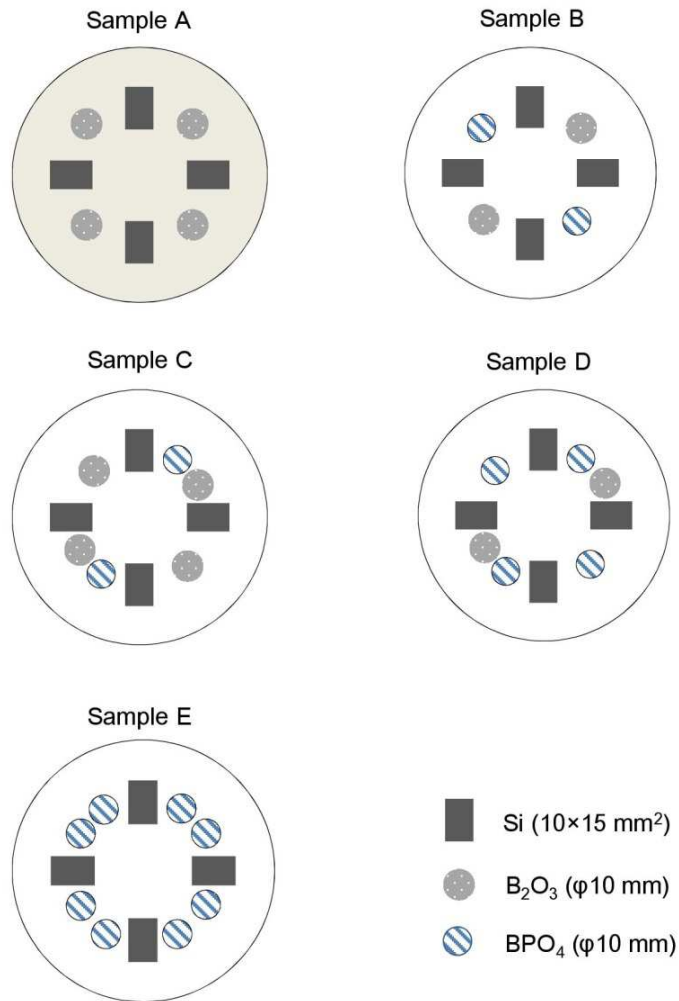 Sample A
Sample B
Sample C
Sample D
Sample E
Si (10×15 mm²)
B₂O₃ (φ10 mm)
BPO₄ (φ10 mm)